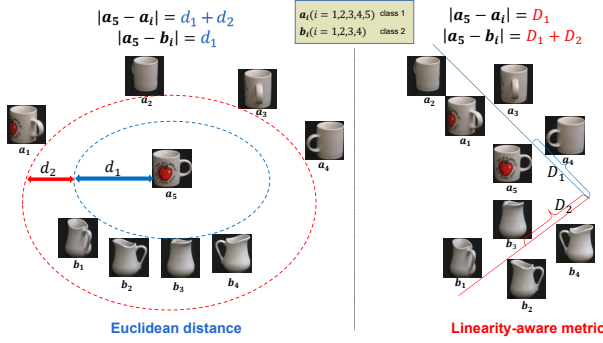 |a₅ − aᵢ| = d₁ + d₂
|a₅ − bᵢ| = d₁
aᵢ(i = 1,2,3,4,5) class 1
bᵢ(i = 1,2,3,4) class 2
|a₅ − aᵢ| = D₁
|a₅ − bᵢ| = D₁ + D₂
a₂
a₃
a₁
a₄
d₂
d₁
a₅
b₁
b₂
b₃
b₄
Euclidean distance
a₂
a₃
a₁
a₄
D₁
a₅
D₂
b₃
b₁
b₄
b₂
Linearity-aware metric